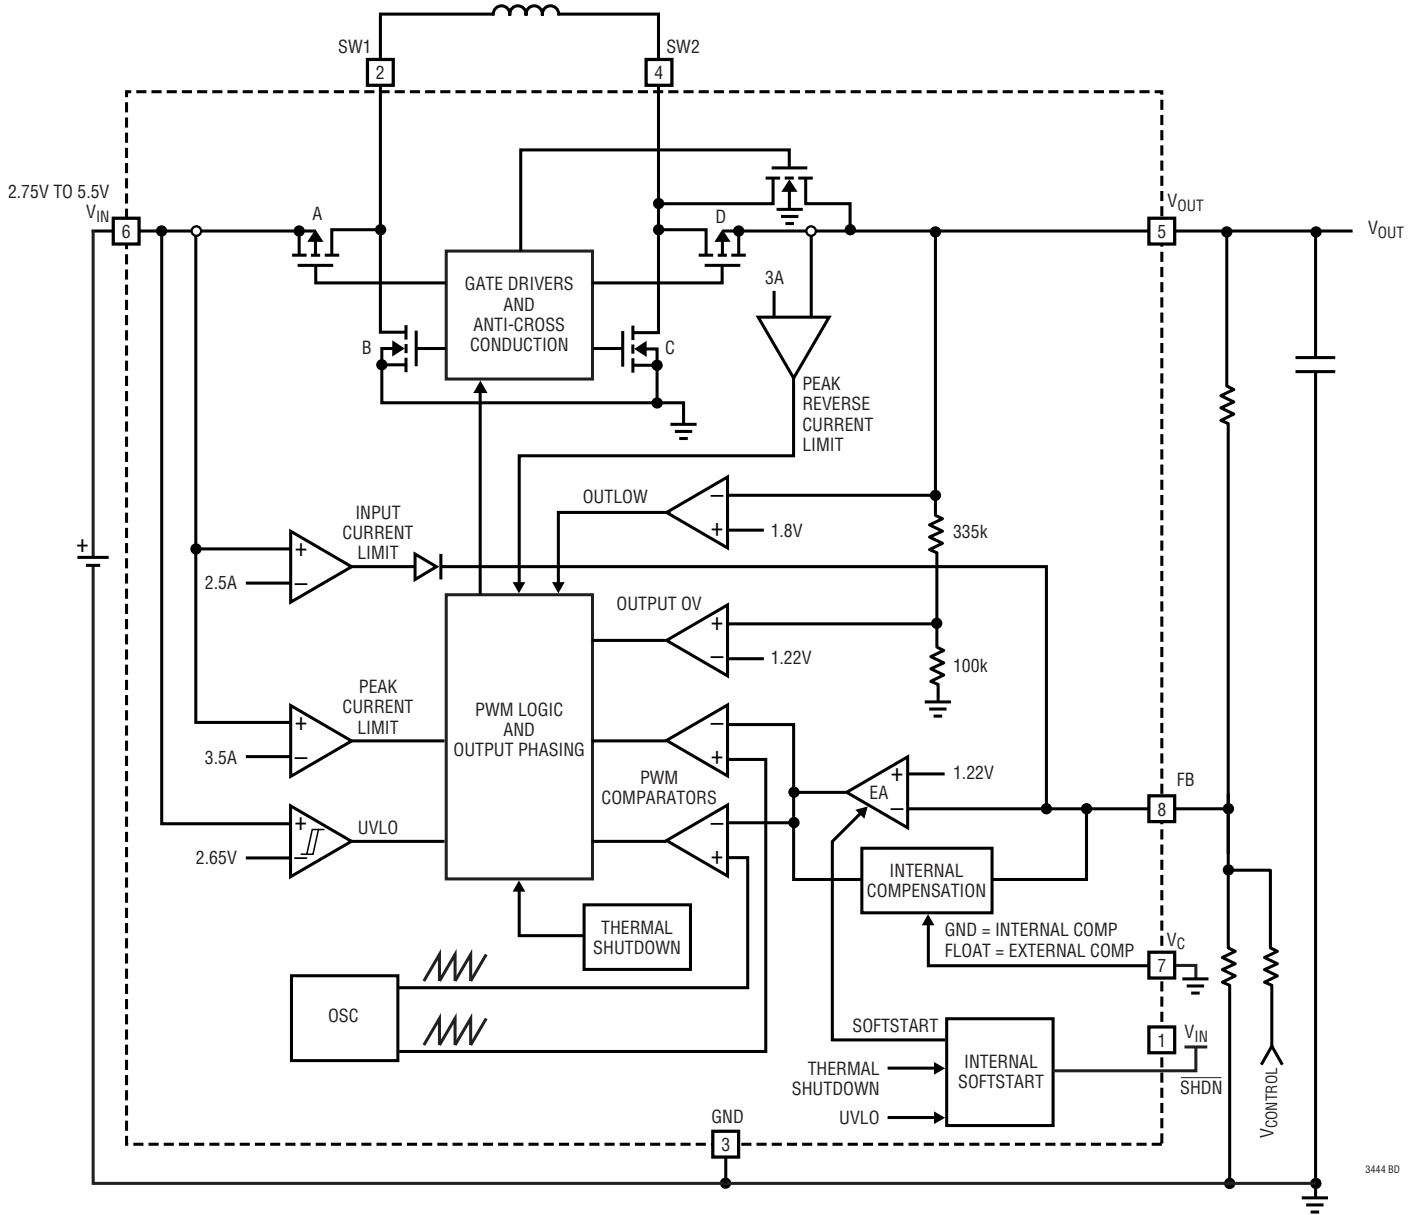 SW1
SW2
2
4
2.75V TO 5.5V
VIN
6
A
D
VOUT
5
VOUT
GATE DRIVERS
AND
ANTI-CROSS
CONDUCTION
3A
B
C
PEAK
REVERSE
CURRENT
LIMIT
OUTLOW
–
+
1.8V
335k
INPUT
CURRENT
LIMIT
+
+
–
2.5A
OUTPUT OV
+
–
1.22V
100k
PEAK
CURRENT
LIMIT
+
–
3.5A
PWM LOGIC
AND
OUTPUT PHASING
–
+
PWM
COMPARATORS
–
+
EA
+
–
1.22V
FB
8
UVLO
+
–
2.65V
INTERNAL
COMPENSATION
THERMAL
SHUTDOWN
GND = INTERNAL COMP
FLOAT = EXTERNAL COMP
VC
7
OSC
SOFTSTART
THERMAL
SHUTDOWN
UVLO
INTERNAL
SOFTSTART
1
VIN
SHDN
VCONTROL
GND
3
3444 BD